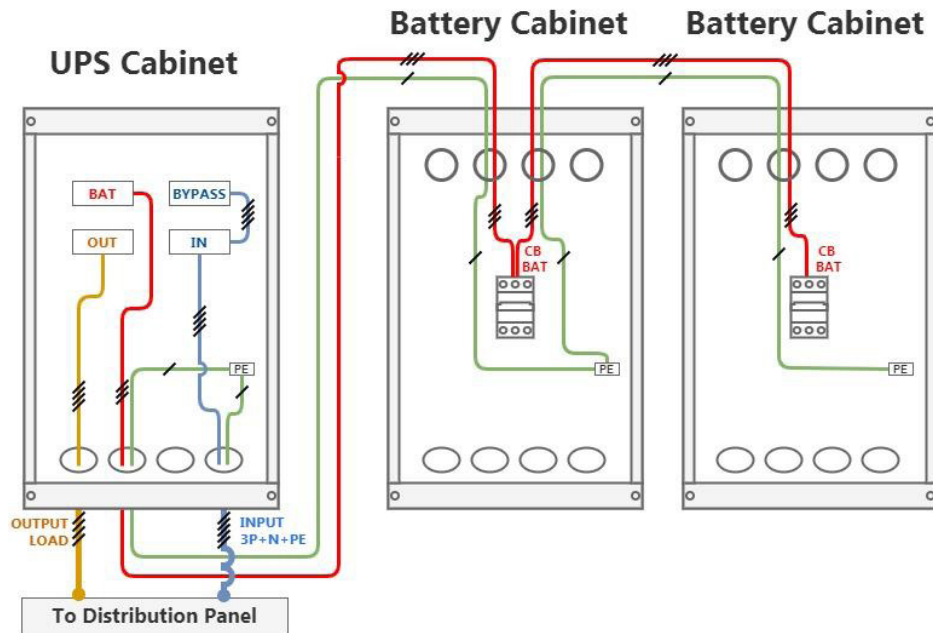 Battery Cabinet
Battery Cabinet
UPS Cabinet
BAT
BYPASS
OUT
IN
CB
BAT
CB
BAT
PE
PE
PE
OUTPUT
LOAD
INPUT
3P+N+PE
To Distribution Panel